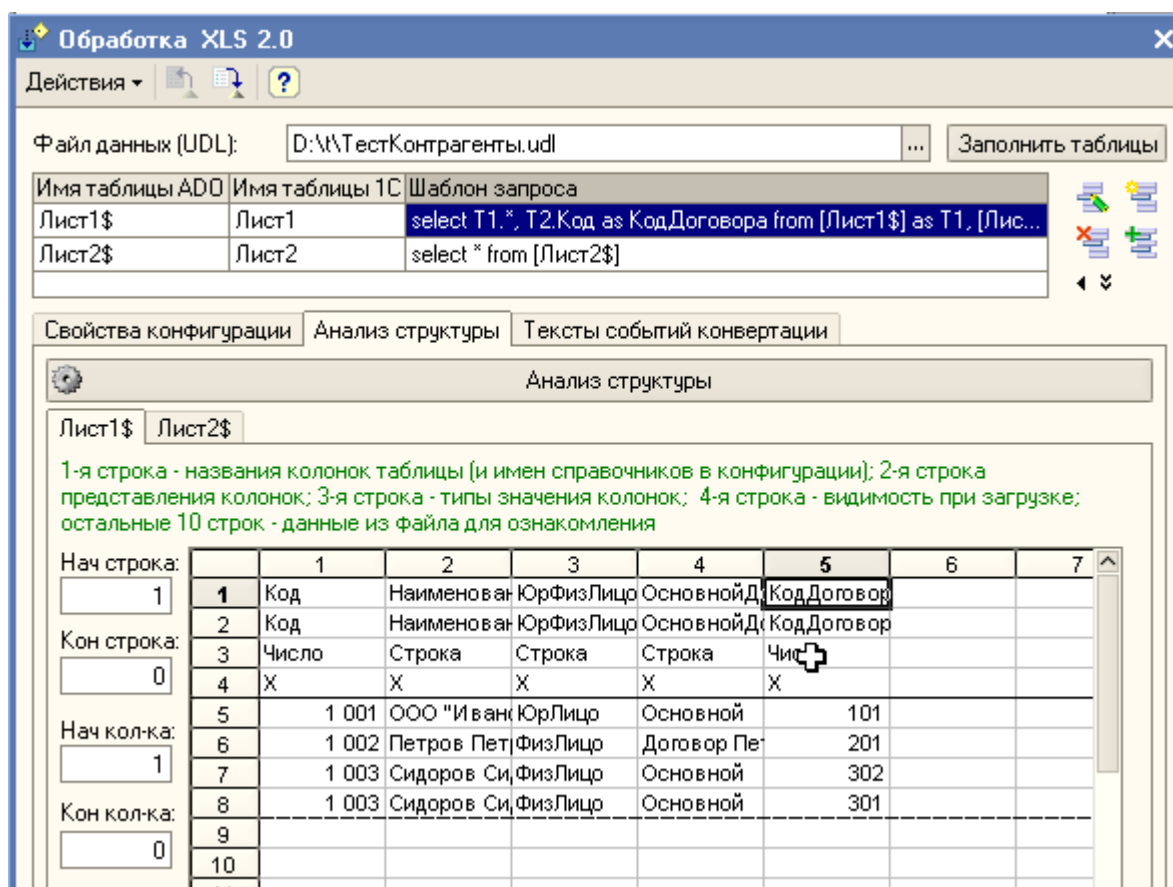 Обработка XLS 2.0
Действия
Файл данных (UDL): D:\t\ТестКонтрагенты.udl ... Заполнить таблицы
Имя таблицы ADO Имя таблицы 1С Шаблон запроса
Лист1$ Лист1 select T1.*, T2.Код as КодДоговора from [Лист1$] as T1, [Лис...
Лист2$ Лист2 select * from [Лист2$]
Свойства конфигурации Анализ структуры Тексты событий конвертации
Анализ структуры
Лист1$ Лист2$
1-я строка - названия колонок таблицы (и имен справочников в конфигурации); 2-я строка
представления колонок; 3-я строка - типы значения колонок; 4-я строка - видимость при загрузке;
остальные 10 строк - данные из файла для ознакомления
Нач строка:
1
Кон строка:
0
Нач кол-ка:
1
Кон кол-ка:
0
1 2 3 4 5 6 7
1 Код Наименован ЮрФизЛицо ОсновнойД КодДоговор
2 Код Наименован ЮрФизЛицо ОсновнойДо КодДоговор
3 Число Строка Строка Строка
4 X X X X X
5 1 001 ООО "Иван ЮрЛицо Основной 101
6 1 002 Петров Пет ФизЛицо Договор Пет 201
7 1 003 Сидоров Си ФизЛицо Основной 302
8 1 003 Сидоров Си ФизЛицо Основной 301
9
10